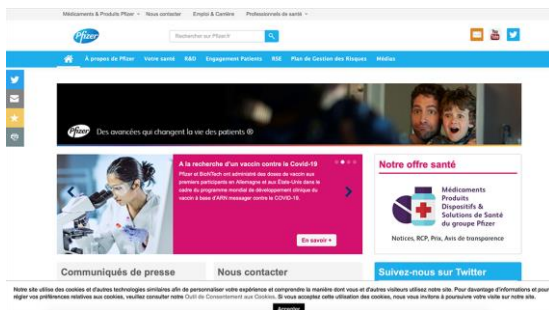 Médicaments & Produits Pfizer
Nous contacter
Emploi & Carrière
Professionnels de santé
Pfizer
Rechercher sur Pfizer.fr
À propos de Pfizer
Votre santé
R&D
Engagement Patients
RSE
Plan de Gestion des Risques
Médias
Pfizer
Des avancées qui changent la vie des patients ®
A la recherche d'un vaccin contre le Covid-19
Pfizer et BioNTech ont administré des doses de vaccin aux
premiers participants en Allemagne et aux États-Unis dans le
cadre du programme mondial de développement clinique du
vaccin à base d'ARN messager contre le COVID-19.
En savoir +
Notre offre santé
Médicaments
Produits
Dispositifs &
Solutions de Santé
du groupe Pfizer
Notices, RCP, Prix, Avis de transparence
Communiqués de presse
Nous contacter
Suivez-nous sur Twitter
Notre site utilise des cookies et d'autres technologies similaires afin de personnaliser votre expérience et comprendre la manière dont vous et d'autres visiteurs utilisez notre site. Pour davantage d'informations et pour
régler vos préférences relatives aux cookies, veuillez consulter notre Outil de Consentement aux Cookies. Si vous acceptez cette utilisation des cookies, nous vous invitons à poursuivre votre visite sur notre site.
Accepter